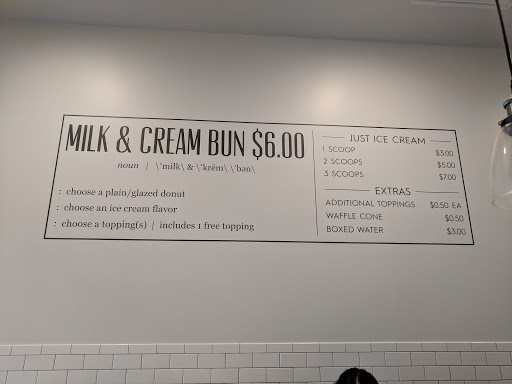 MILK & CREAM BUN $6.00
noun | \ˈmilk\ & \ˈkrēm\ \ˈbən\
: choose a plain/glazed donut
: choose an ice cream flavor
: choose a topping(s) | includes 1 free topping
JUST ICE CREAM
1 SCOOP $3.00
2 SCOOPS $5.00
3 SCOOPS $7.00
EXTRAS
ADDITIONAL TOPPINGS $0.50 EA
WAFFLE CONE $0.50
BOXED WATER $3.00